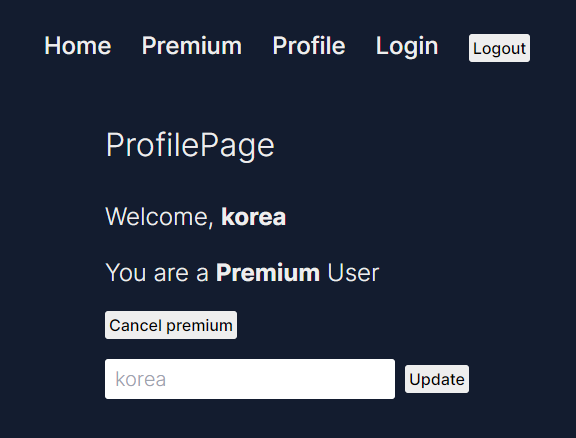 Home Premium Profile Login Logout
ProfilePage
Welcome, korea
You are a Premium User
Cancel premium
korea Update